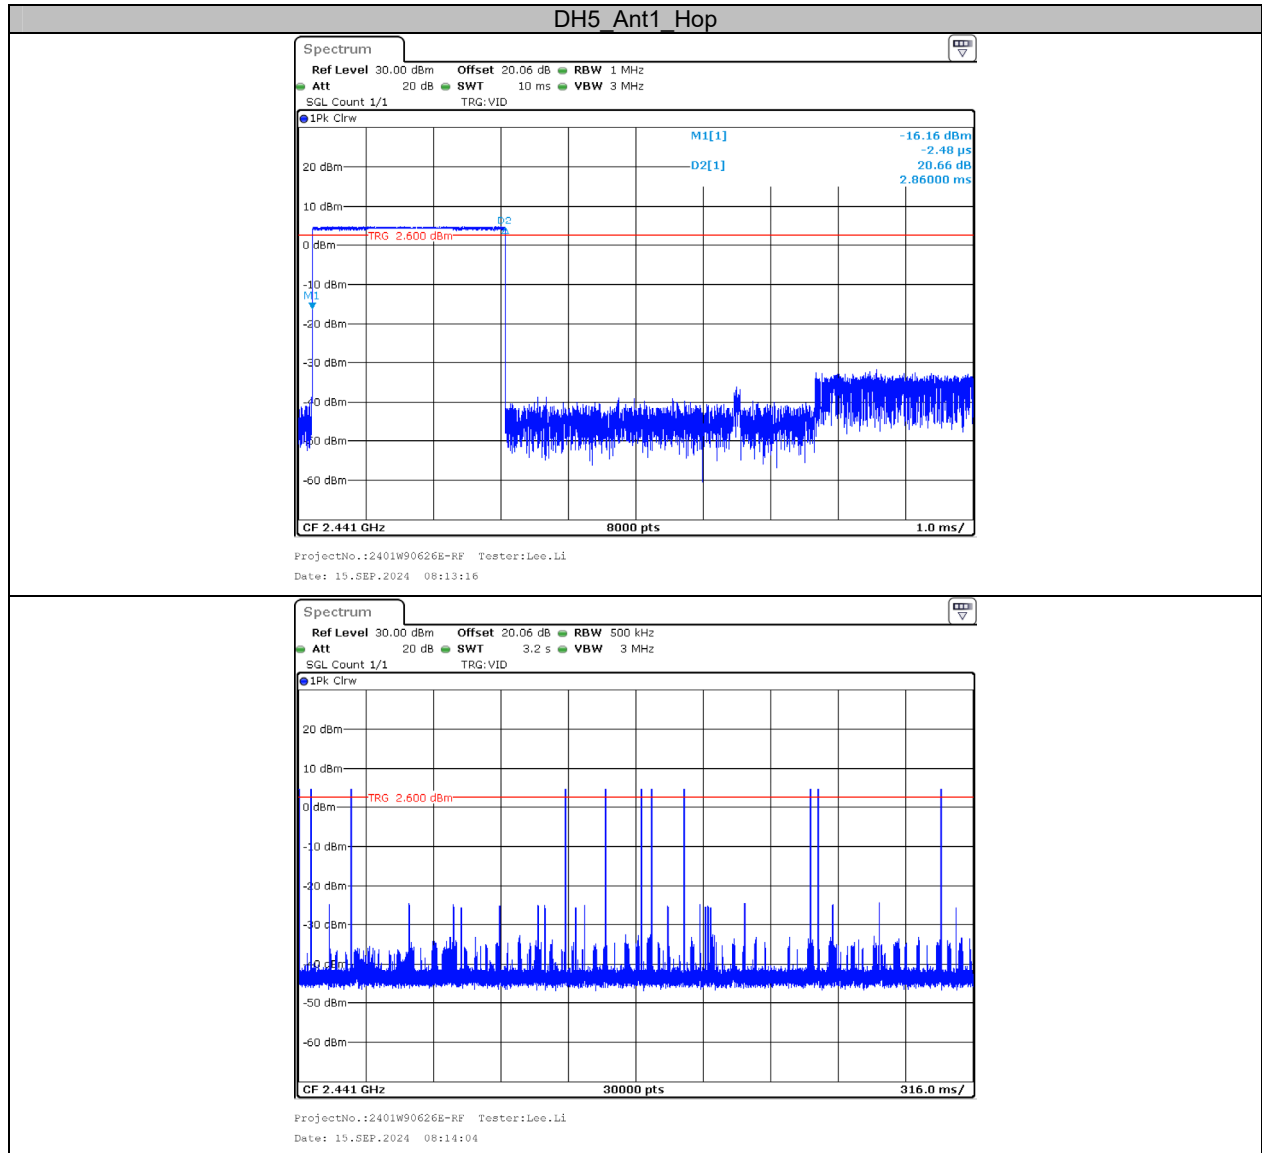 DH5_Ant1_Hop
Spectrum
Ref Level 30.00 dBm Offset 20.06 dB RBW 1 MHz
Att 20 dB SWT 10 ms VBW 3 MHz
SGL Count 1/1 TRG:VID
1Pk Clrw
M1[1] -16.16 dBm
-2.48 µs
20 dBm D2[1] 20.66 dB
2.86000 ms
10 dBm
D2
TRG 2.600 dBm
0 dBm
-10 dBm
M1
-20 dBm
-30 dBm
-40 dBm
-50 dBm
-60 dBm
CF 2.441 GHz 8000 pts 1.0 ms/
ProjectNo.:2401W90626E-RF Tester:Lee.Li
Date: 15.SEP.2024 08:13:16
Spectrum
Ref Level 30.00 dBm Offset 20.06 dB RBW 500 kHz
Att 20 dB SWT 3.2 s VBW 3 MHz
SGL Count 1/1 TRG:VID
1Pk Clrw
20 dBm
10 dBm
TRG 2.600 dBm
0 dBm
-10 dBm
-20 dBm
-30 dBm
-40 dBm
-50 dBm
-60 dBm
CF 2.441 GHz 30000 pts 316.0 ms/
ProjectNo.:2401W90626E-RF Tester:Lee.Li
Date: 15.SEP.2024 08:14:04